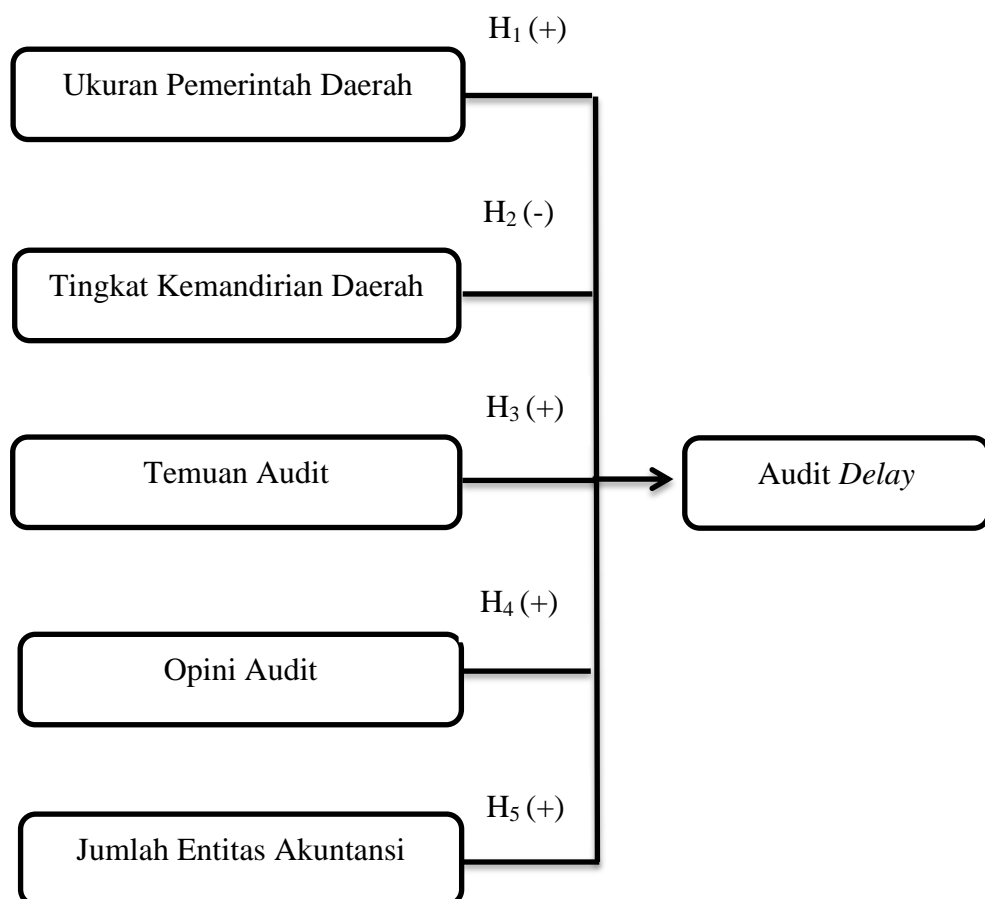 H₁ (+)
Ukuran Pemerintah Daerah
H₂ (-)
Tingkat Kemandirian Daerah
H₃ (+)
Temuan Audit
Audit Delay
H₄ (+)
Opini Audit
H₅ (+)
Jumlah Entitas Akuntansi